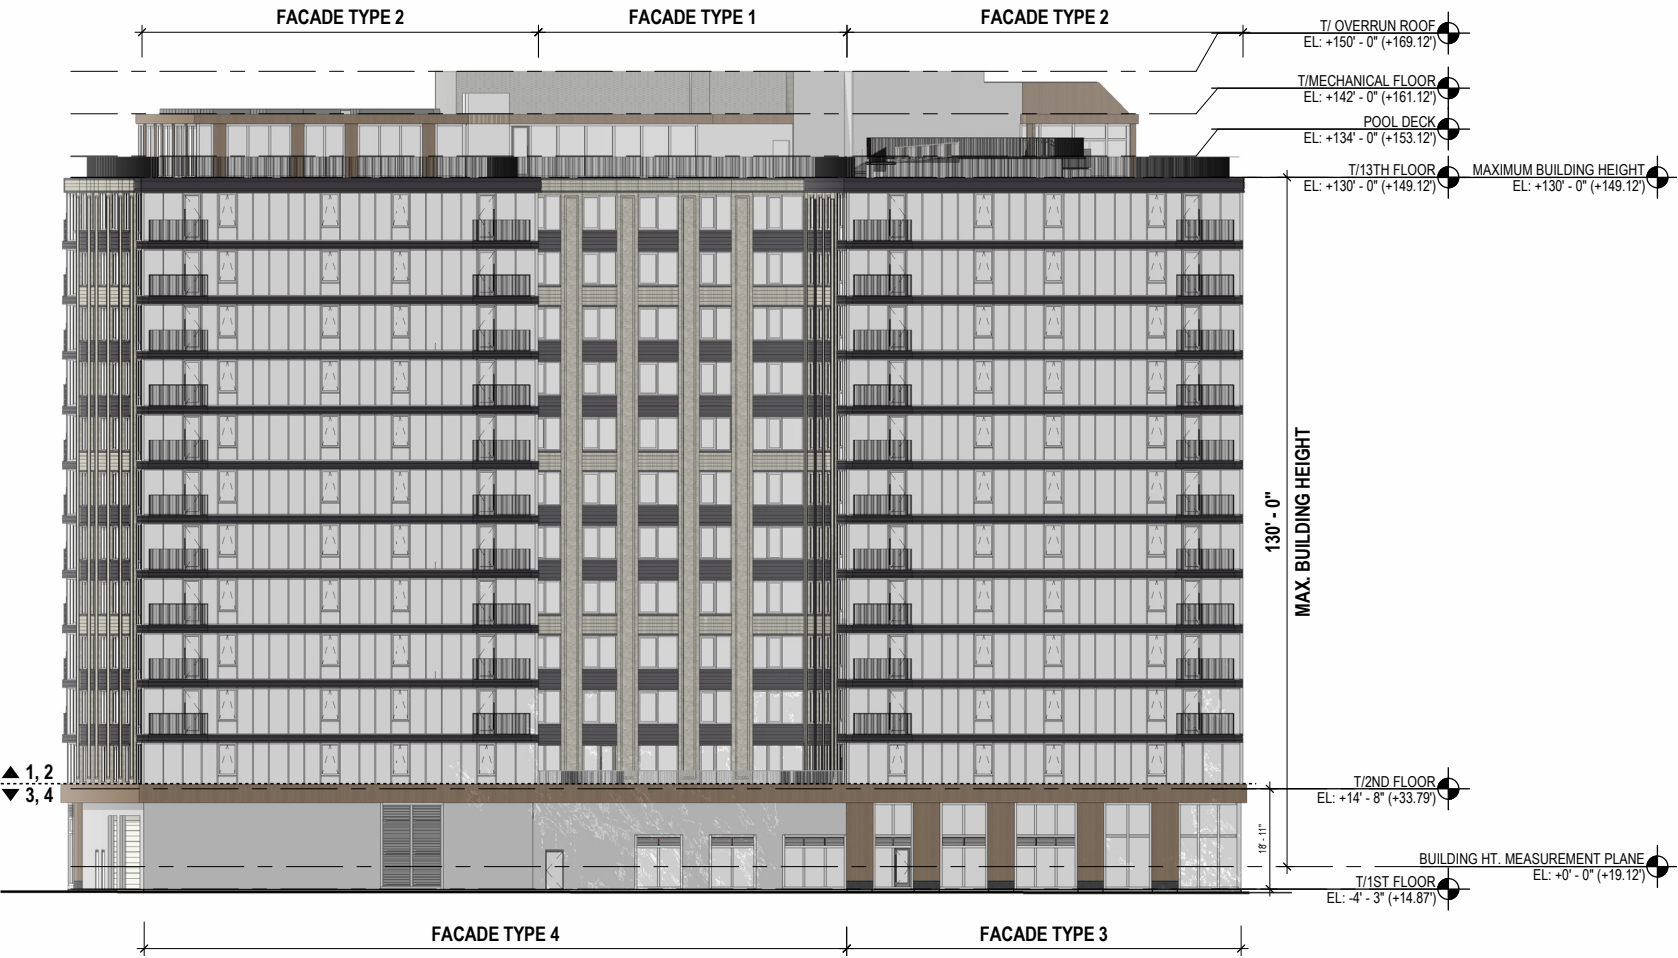 FACADE TYPE 2
FACADE TYPE 1
FACADE TYPE 2
T/ OVERRUN ROOF
EL: +150' - 0" (+169.12')
T/MECHANICAL FLOOR
EL: +142' - 0" (+161.12')
POOL DECK
EL: +134' - 0" (+153.12')
T/13TH FLOOR
EL: +130' - 0" (+149.12')
MAXIMUM BUILDING HEIGHT
EL: +130' - 0" (+149.12')
130' - 0"
MAX. BUILDING HEIGHT
▲ 1, 2
▼ 3, 4
T/2ND FLOOR
EL: +14' - 8" (+33.79')
18' - 11"
BUILDING HT. MEASUREMENT PLANE
EL: +0' - 0" (+19.12')
T/1ST FLOOR
EL: -4' - 3" (+14.87')
FACADE TYPE 4
FACADE TYPE 3